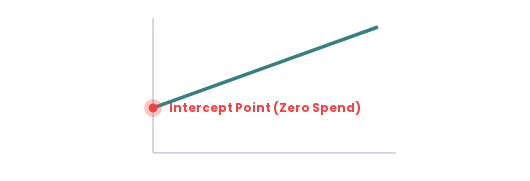 Intercept Point (Zero Spend)